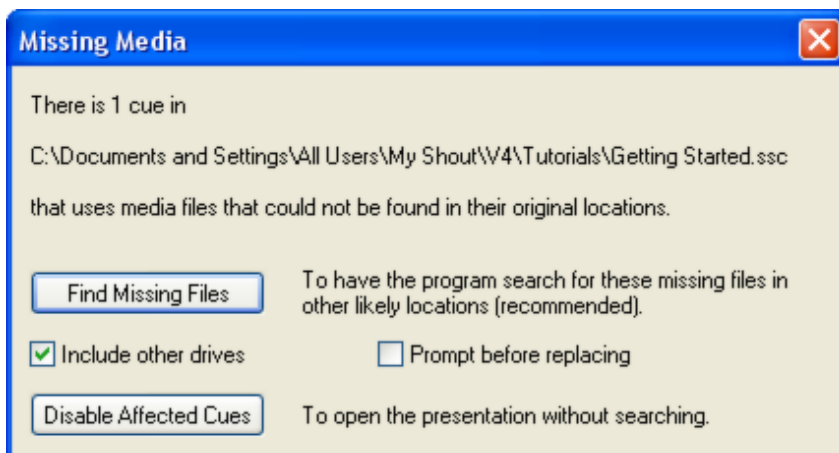 Missing Media
There is 1 cue in
C:\Documents and Settings\All Users\My Shout\V4\Tutorials\Getting Started.ssc
that uses media files that could not be found in their original locations.
Find Missing Files
To have the program search for these missing files in
other likely locations (recommended).
Include other drives
Prompt before replacing
Disable Affected Cues
To open the presentation without searching.